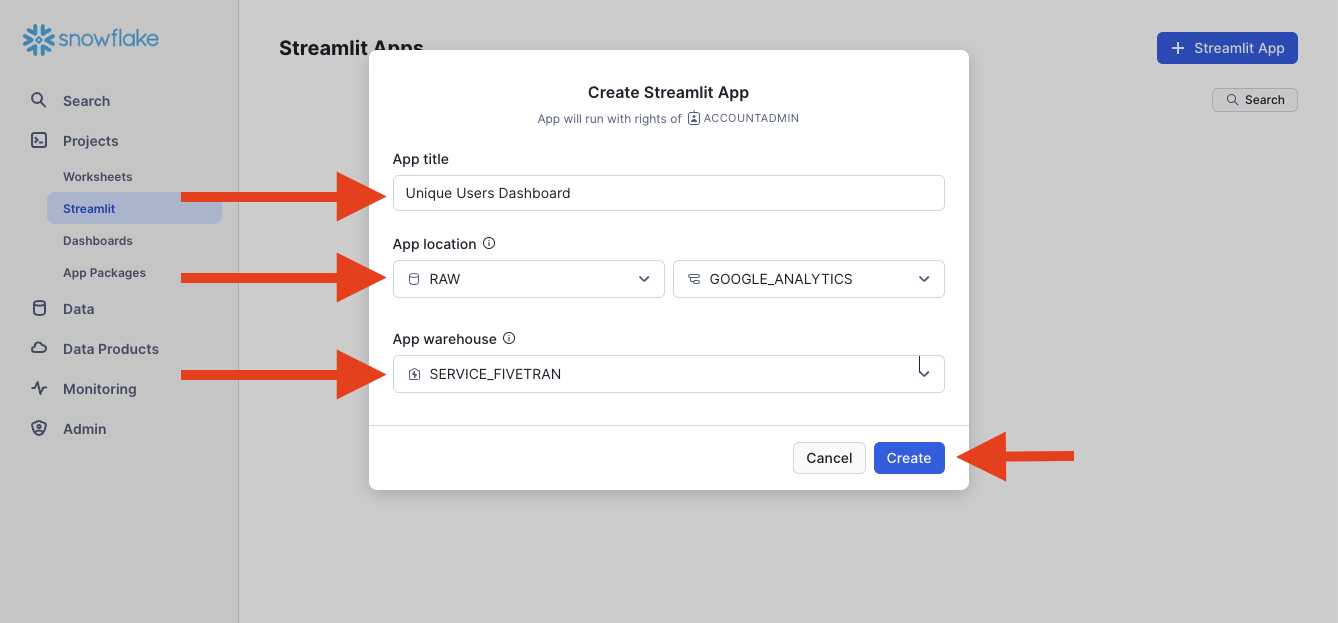 snowflake
Search
Projects
Worksheets
Streamlit
Dashboards
App Packages
Data
Data Products
Monitoring
Admin
Streamlit Apps
Streamlit App
Search
Create Streamlit App
App will run with rights of ACCOUNTADMIN
App title
Unique Users Dashboard
App location
RAW GOOGLE_ANALYTICS
App warehouse
SERVICE_FIVETRAN
Cancel Create